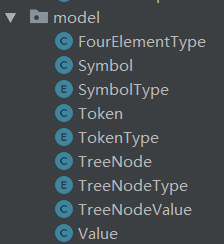 model
C FourElementType
C Symbol
E SymbolType
C Token
E TokenType
C TreeNode
E TreeNodeType
C TreeNodeValue
C Value